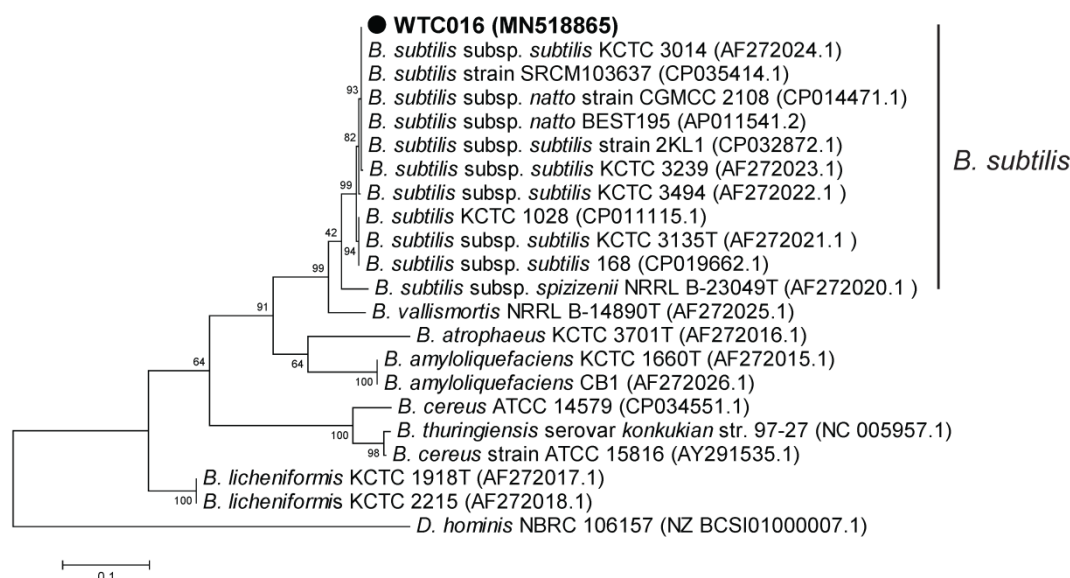 WTC016 (MN518865)
B. subtilis subsp. subtilis KCTC 3014 (AF272024.1)
B. subtilis strain SRCM103637 (CP035414.1)
93
B. subtilis subsp. natto strain CGMCC 2108 (CP014471.1)
B. subtilis subsp. natto BEST195 (AP011541.2)
82
B. subtilis subsp. subtilis strain 2KL1 (CP032872.1)
B. subtilis
B. subtilis subsp. subtilis KCTC 3239 (AF272023.1)
99
B. subtilis subsp. subtilis KCTC 3494 (AF272022.1 )
B. subtilis KCTC 1028 (CP011115.1)
42
B. subtilis subsp. subtilis KCTC 3135T (AF272021.1 )
94
B. subtilis subsp. subtilis 168 (CP019662.1)
99
B. subtilis subsp. spizizenii NRRL B-23049T (AF272020.1 )
91
B. vallismortis NRRL B-14890T (AF272025.1)
B. atrophaeus KCTC 3701T (AF272016.1)
64
64
B. amyloliquefaciens KCTC 1660T (AF272015.1)
100
B. amyloliquefaciens CB1 (AF272026.1)
B. cereus ATCC 14579 (CP034551.1)
100
B. thuringiensis serovar konkukian str. 97-27 (NC 005957.1)
98
B. cereus strain ATCC 15816 (AY291535.1)
B. licheniformis KCTC 1918T (AF272017.1)
100
B. licheniformis KCTC 2215 (AF272018.1)
D. hominis NBRC 106157 (NZ BCSI01000007.1)
0.1